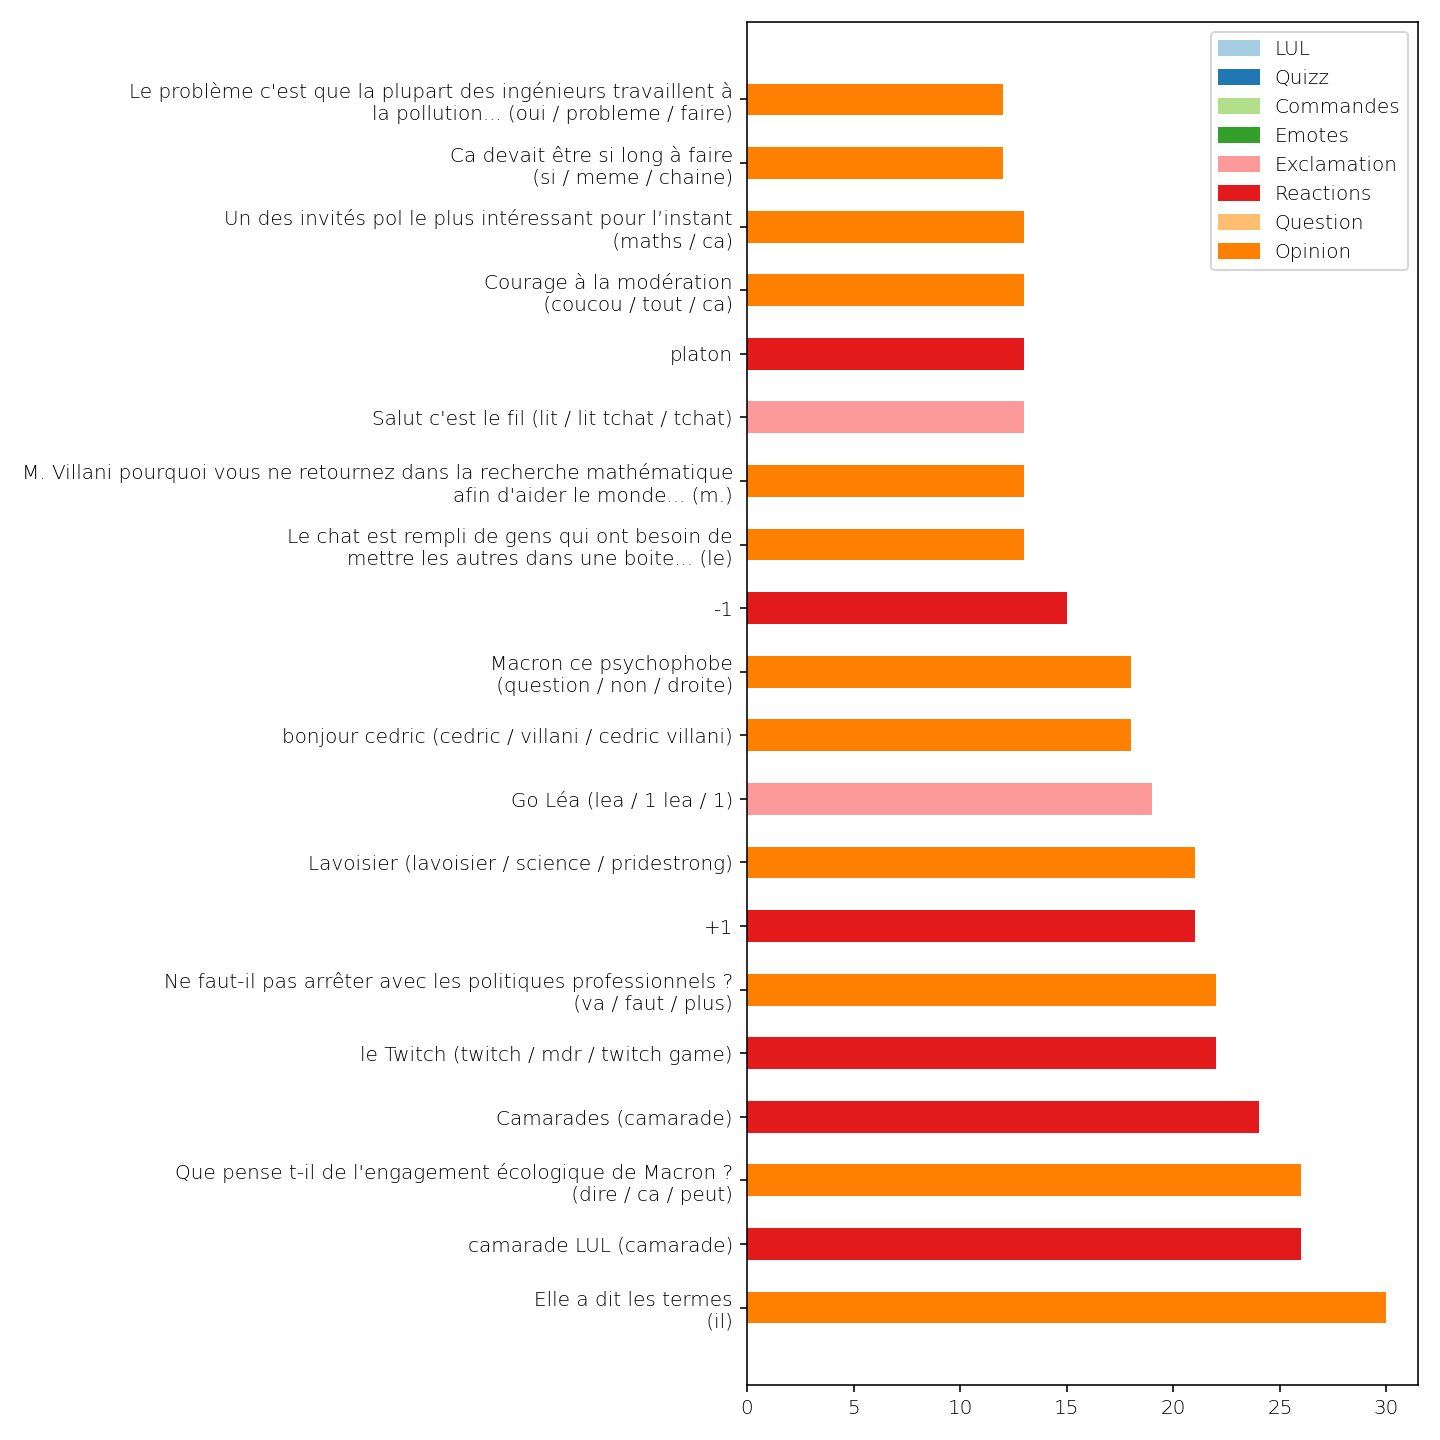 LUL
Quizz
Commandes
Emotes
Exclamation
Reactions
Question
Opinion
Le problème c'est que la plupart des ingénieurs travaillent à
la pollution... (oui / probleme / faire)
Ca devait être si long à faire
(si / meme / chaine)
Un des invités pol le plus intéressant pour l’instant
(maths / ca)
Courage à la modération
(coucou / tout / ca)
platon
Salut c'est le fil (lit / lit tchat / tchat)
M. Villani pourquoi vous ne retournez dans la recherche mathématique
afin d'aider le monde... (m.)
Le chat est rempli de gens qui ont besoin de
mettre les autres dans une boite... (le)
-1
Macron ce psychophobe
(question / non / droite)
bonjour cedric (cedric / villani / cedric villani)
Go Léa (lea / 1 lea / 1)
Lavoisier (lavoisier / science / pridestrong)
+1
Ne faut-il pas arrêter avec les politiques professionnels ?
(va / faut / plus)
le Twitch (twitch / mdr / twitch game)
Camarades (camarade)
Que pense t-il de l'engagement écologique de Macron ?
(dire / ca / peut)
camarade LUL (camarade)
Elle a dit les termes
(il)
0 5 10 15 20 25 30